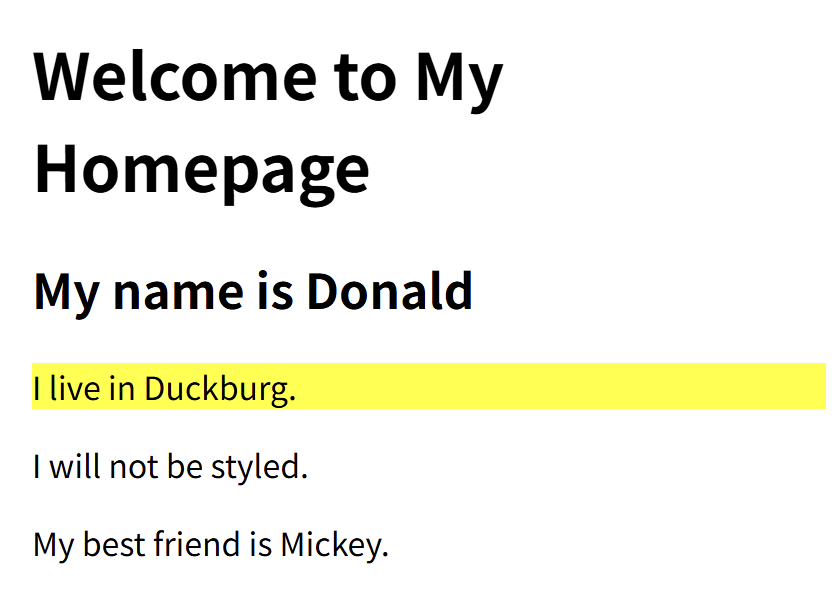 Welcome to My
Homepage
My name is Donald
I live in Duckburg.
I will not be styled.
My best friend is Mickey.